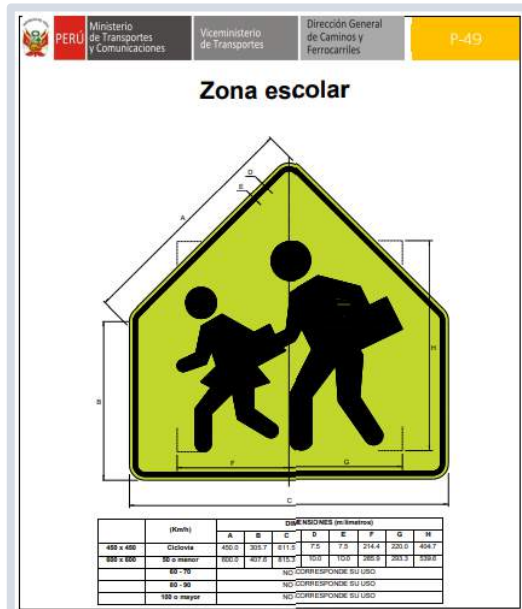 PERÚ
Ministerio
de Transportes
y Comunicaciones
Viceministerio
de Transportes
Dirección General
de Caminos y
Ferrocarriles
P-49
Zona escolar
D
E
A
B
H
F
G
C
(Km/h) DIMENSIONES (milímetros)
A B C D E F G H
450 x 450 Ciclovía 450.0 305.7 611.5 7.5 7.5 214.4 220.0 404.7
600 x 600 50 o menor 600.0 407.6 815.3 10.0 10.0 285.9 293.3 539.6
60 - 70 NO CORRESPONDE SU USO
80 - 90 NO CORRESPONDE SU USO
100 o mayor NO CORRESPONDE SU USO